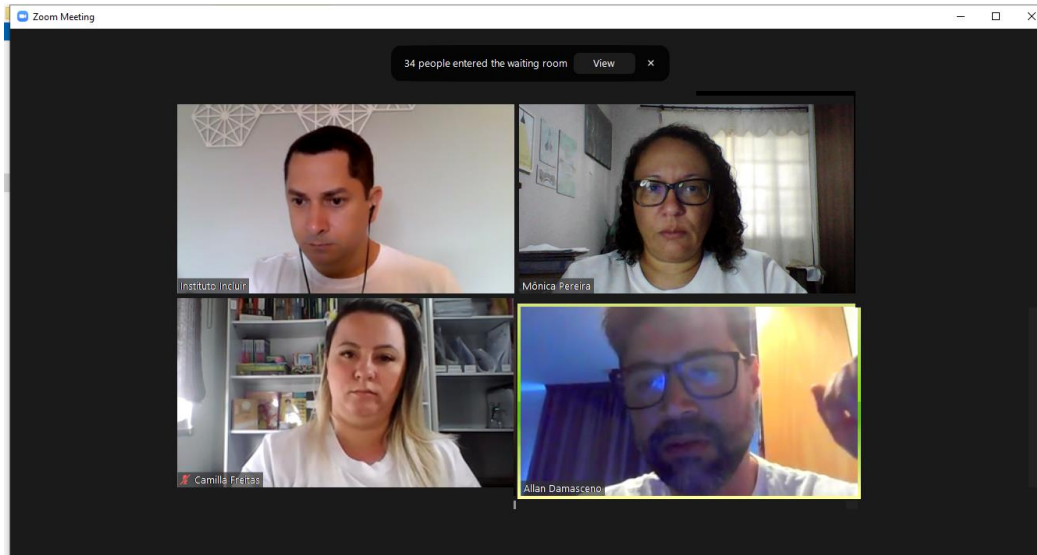 Zoom Meeting
34 people entered the waiting room View
Instituto Incluir
Mônica Pereira
Camilla Freitas
Allan Damasceno